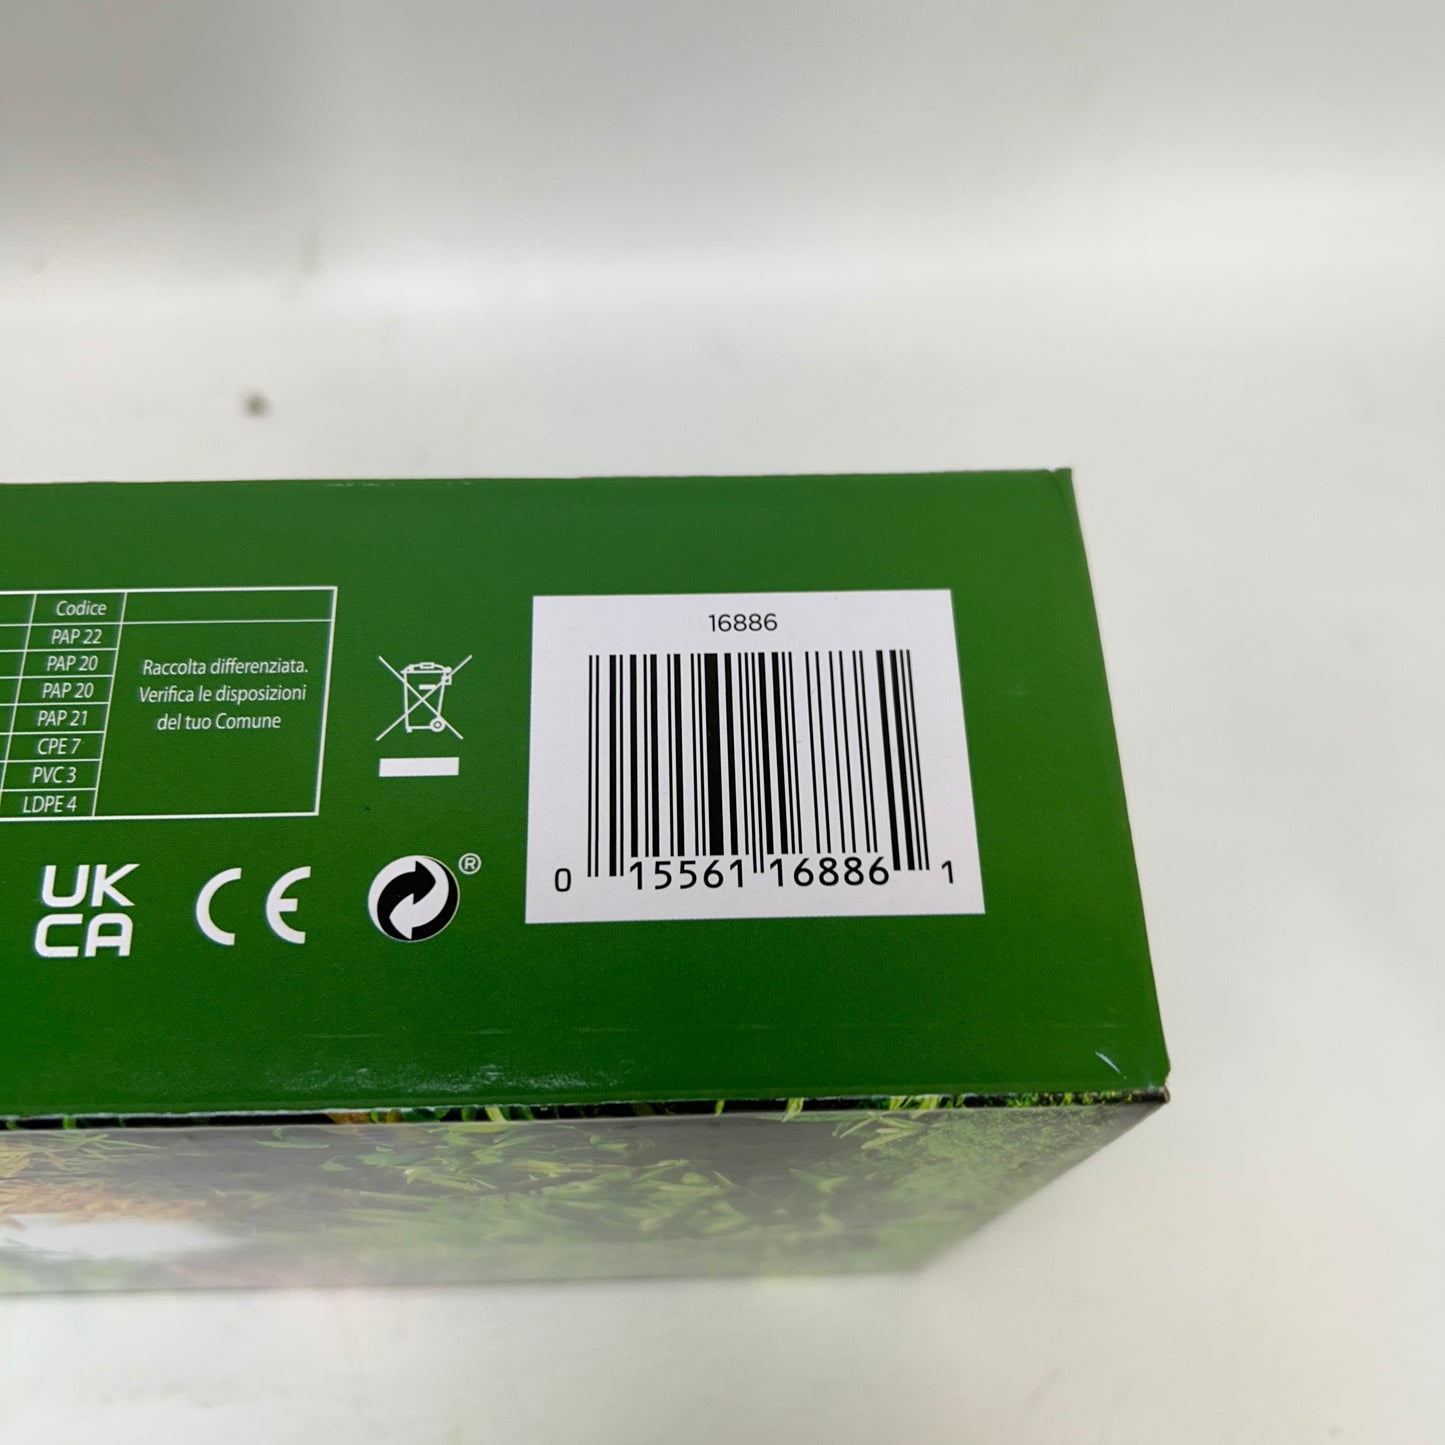 Codice
PAP 22
PAP 20
PAP 20
PAP 21
CPE 7
PVC 3
LDPE 4
Raccolta differenziata.
Verifica le disposizioni
del tuo Comune
UK
CA
CE
®
16886
0 15561 16886 1